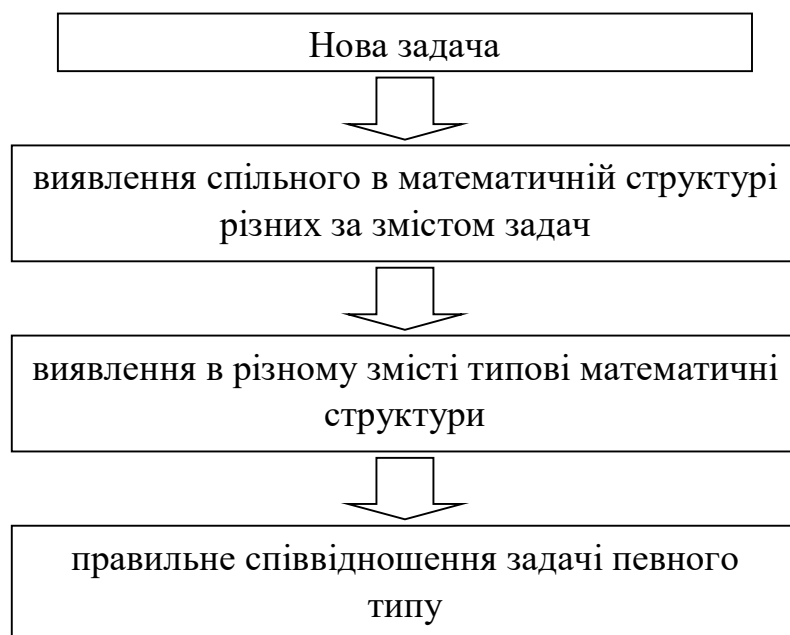 Нова задача
виявлення спільного в математичній структурі
різних за змістом задач
виявлення в різному змісті типові математичні
структури
правильне співвідношення задачі певного
типу